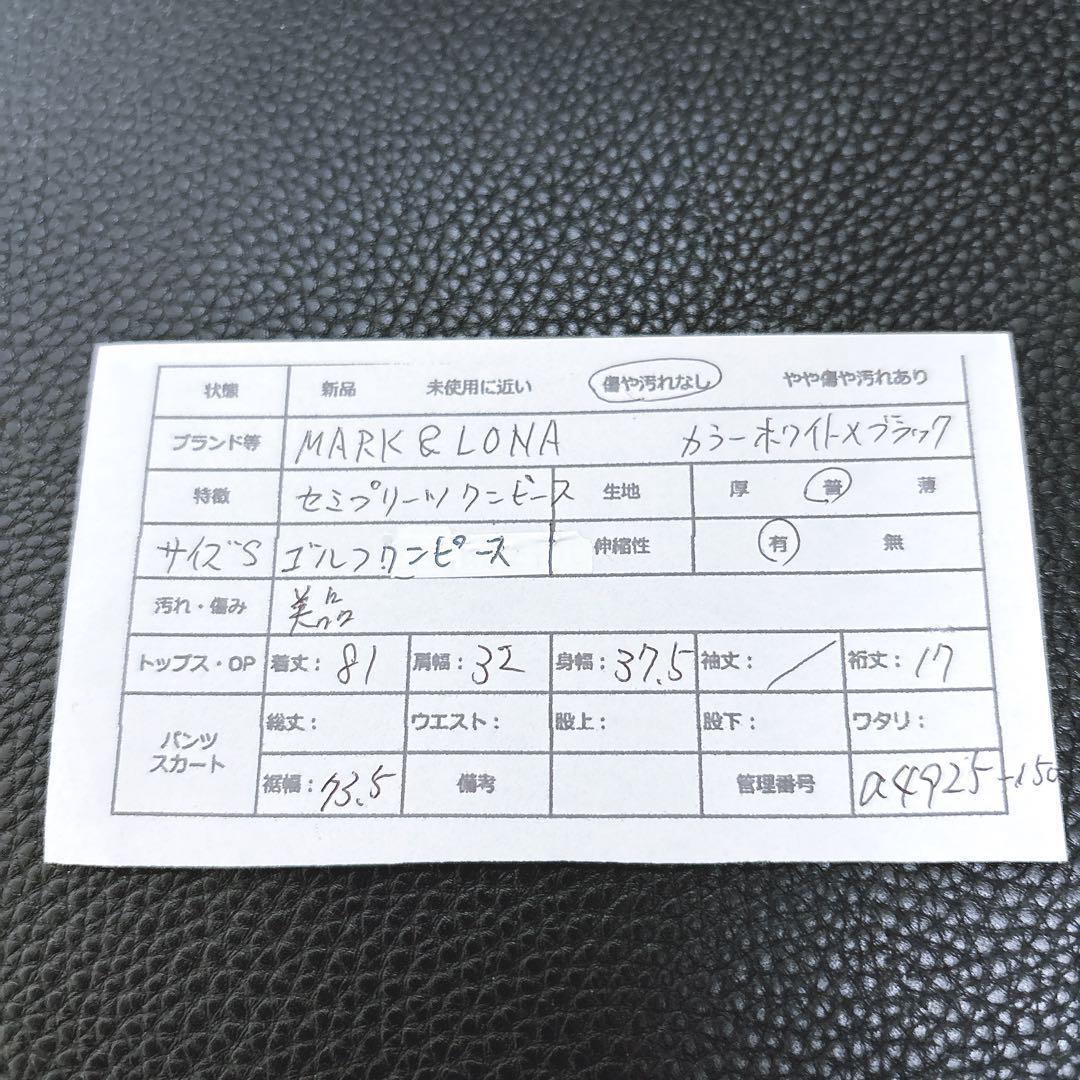 状態 新品 未使用に近い 傷や汚れなし やや傷や汚れあり
ブランド等 MARK & LONA カラーホワイト×ブラック
特徴 セミプリーツワンピース 生地 厚 普 薄
サイズS ゴルフワンピース 伸縮性 有 無
汚れ・傷み 美品
トップス・OP 着丈：81 肩幅：32 身幅：37.5 袖丈：／ 裄丈：17
パンツ スカート 総丈： ウエスト： 股上： 股下： ワタリ：
裾幅：73.5 備考 管理番号 a4925-150